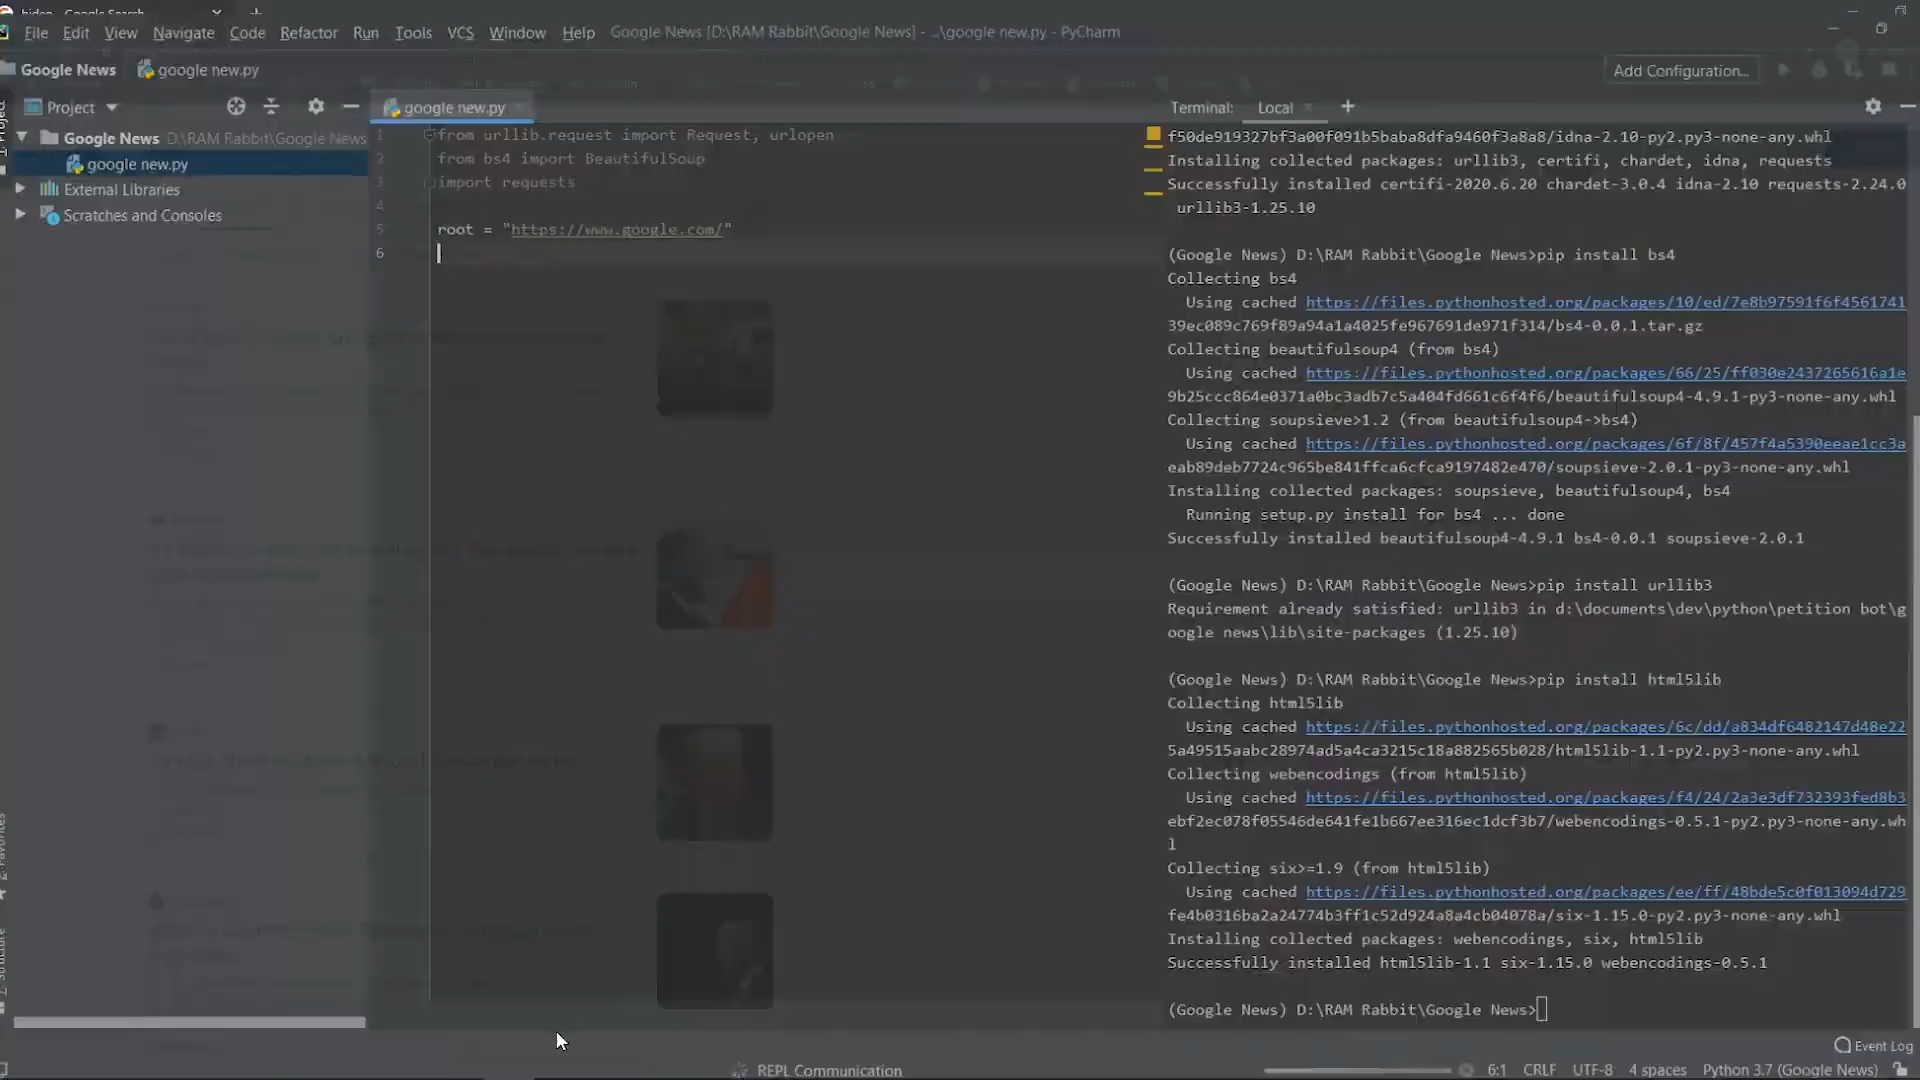 biden - Google Search
File Edit View Navigate Code Refactor Run Tools VCS Window Help Google News [D:\RAM Rabbit\Google News] - ...\google new.py - PyCharm
Google News google new.py Add Configuration...
Project google new.py Terminal: Local
Google News D:\RAM Rabbit\Google News
google new.py
External Libraries
Scratches and Consoles
1 from urllib.request import Request, urlopen
2 from bs4 import BeautifulSoup
3 import requests
4
5 root = "https://www.google.com/"
6
f50de919327bf3a00f091b5baba8dfa9460f3a8a8/idna-2.10-py2.py3-none-any.whl
Installing collected packages: urllib3, certifi, chardet, idna, requests
Successfully installed certifi-2020.6.20 chardet-3.0.4 idna-2.10 requests-2.24.0
urllib3-1.25.10
(Google News) D:\RAM Rabbit\Google News>pip install bs4
Collecting bs4
Using cached https://files.pythonhosted.org/packages/10/ed/7e8b97591f6f4561741
39ec089c769f89a94a1a4025fe967691de971f314/bs4-0.0.1.tar.gz
Collecting beautifulsoup4 (from bs4)
Using cached https://files.pythonhosted.org/packages/66/25/ff030e2437265616a1e
9b25ccc864e0371a0bc3adb7c5a404fd661c6f4f6/beautifulsoup4-4.9.1-py3-none-any.whl
Collecting soupsieve>1.2 (from beautifulsoup4->bs4)
Using cached https://files.pythonhosted.org/packages/6f/8f/457f4a5390eeae1cc3a
eab89deb7724c965be841ffca6cfca9197482e470/soupsieve-2.0.1-py3-none-any.whl
Installing collected packages: soupsieve, beautifulsoup4, bs4
Running setup.py install for bs4 ... done
Successfully installed beautifulsoup4-4.9.1 bs4-0.0.1 soupsieve-2.0.1
(Google News) D:\RAM Rabbit\Google News>pip install urllib3
Requirement already satisfied: urllib3 in d:\documents\dev\python\petition bot\g
oogle news\lib\site-packages (1.25.10)
(Google News) D:\RAM Rabbit\Google News>pip install html5lib
Collecting html5lib
Using cached https://files.pythonhosted.org/packages/6c/dd/a834df6482147d48e22
5a49515aabc28974ad5a4ca3215c18a882565b028/html5lib-1.1-py2.py3-none-any.whl
Collecting webencodings (from html5lib)
Using cached https://files.pythonhosted.org/packages/f4/24/2a3e3df732393fed8b3
ebf2ec078f05546de641fe1b667ee316ec1dcf3b7/webencodings-0.5.1-py2.py3-none-any.wh
l
Collecting six>=1.9 (from html5lib)
Using cached https://files.pythonhosted.org/packages/ee/ff/48bde5c0f013094d729
fe4b0316ba2a24774b3ff1c52d924a8a4cb04078a/six-1.15.0-py2.py3-none-any.whl
Installing collected packages: webencodings, six, html5lib
Successfully installed html5lib-1.1 six-1.15.0 webencodings-0.5.1
(Google News) D:\RAM Rabbit\Google News>
Event Log
REPL Communication 6:1 CRLF UTF-8 4 spaces Python 3.7 (Google News)